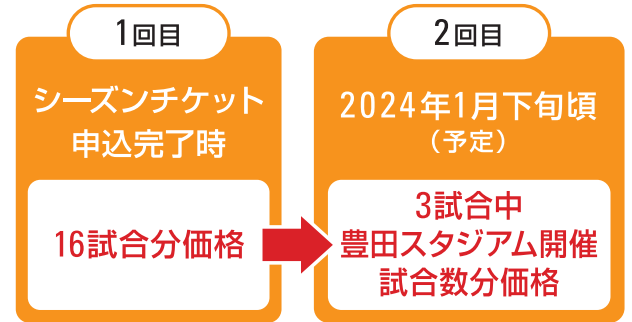 1回目
シーズンチケット
申込完了時
16試合分価格
2回目
2024年1月下旬頃
（予定）
3試合中
豊田スタジアム開催
試合数分価格